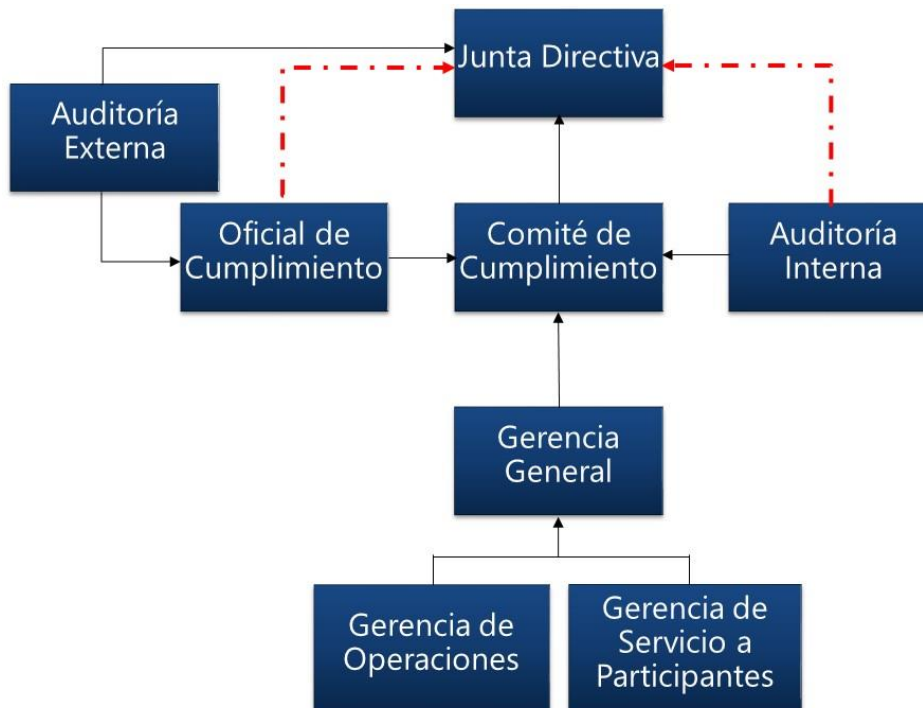 Junta Directiva
Auditoría
Externa
Oficial de
Cumplimiento
Comité de
Cumplimiento
Auditoría
Interna
Gerencia
General
Gerencia de
Operaciones
Gerencia de
Servicio a
Participantes